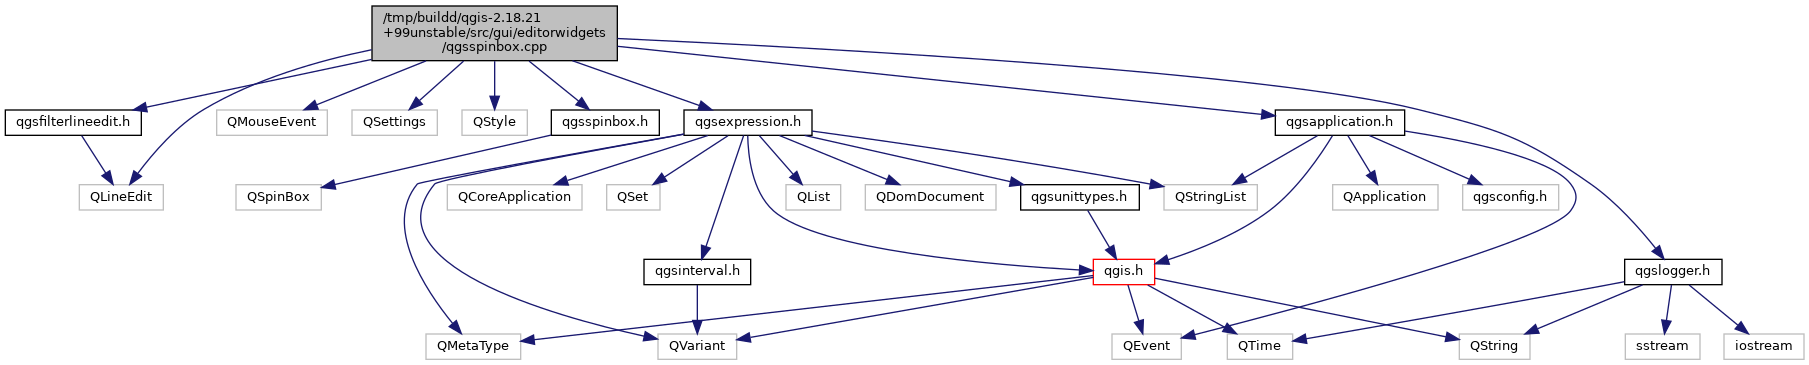 /tmp/buildd/qgis-2.18.21
+99unstable/src/gui/editorwidgets
/qgsspinbox.cpp
qgsfilterlineedit.h
QMouseEvent
QSettings
QStyle
qgsspinbox.h
qgsexpression.h
qgsapplication.h
QLineEdit
QSpinBox
QCoreApplication
QSet
QList
QDomDocument
qgsunittypes.h
QStringList
QApplication
qgsconfig.h
qgsinterval.h
qgis.h
qgslogger.h
QMetaType
QVariant
QEvent
QTime
QString
sstream
iostream